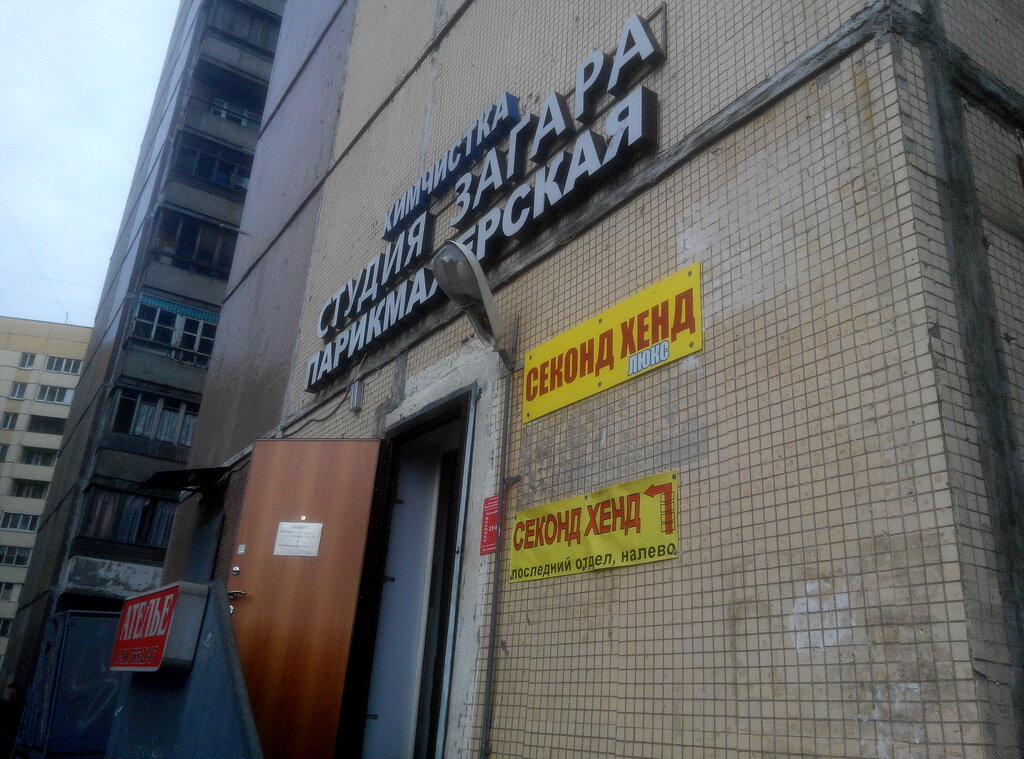 ХИМЧИСТКА
СТУДИЯ ЗАГАРА
ПАРИКМАХЕРСКАЯ
СЕКОНД ХЕНД
ЛЮКС
СЕКОНД ХЕНД
последний отдел, налево
АТЕЛЬЕ